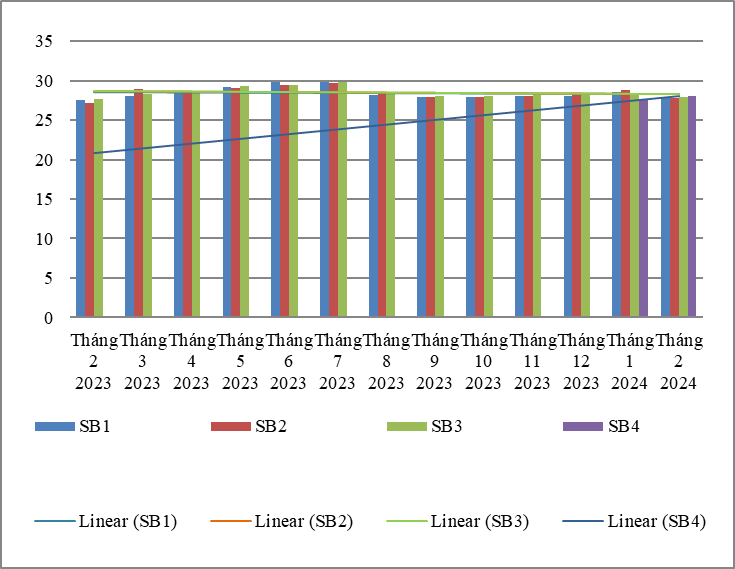 35
30
25
20
15
10
5
0
Tháng Tháng Tháng Tháng Tháng Tháng Tháng Tháng Tháng Tháng Tháng Tháng Tháng
2 3 4 5 6 7 8 9 10 11 12 1 2
2023 2023 2023 2023 2023 2023 2023 2023 2023 2023 2023 2024 2024
SB1 SB2 SB3 SB4
Linear (SB1) Linear (SB2) Linear (SB3) Linear (SB4)